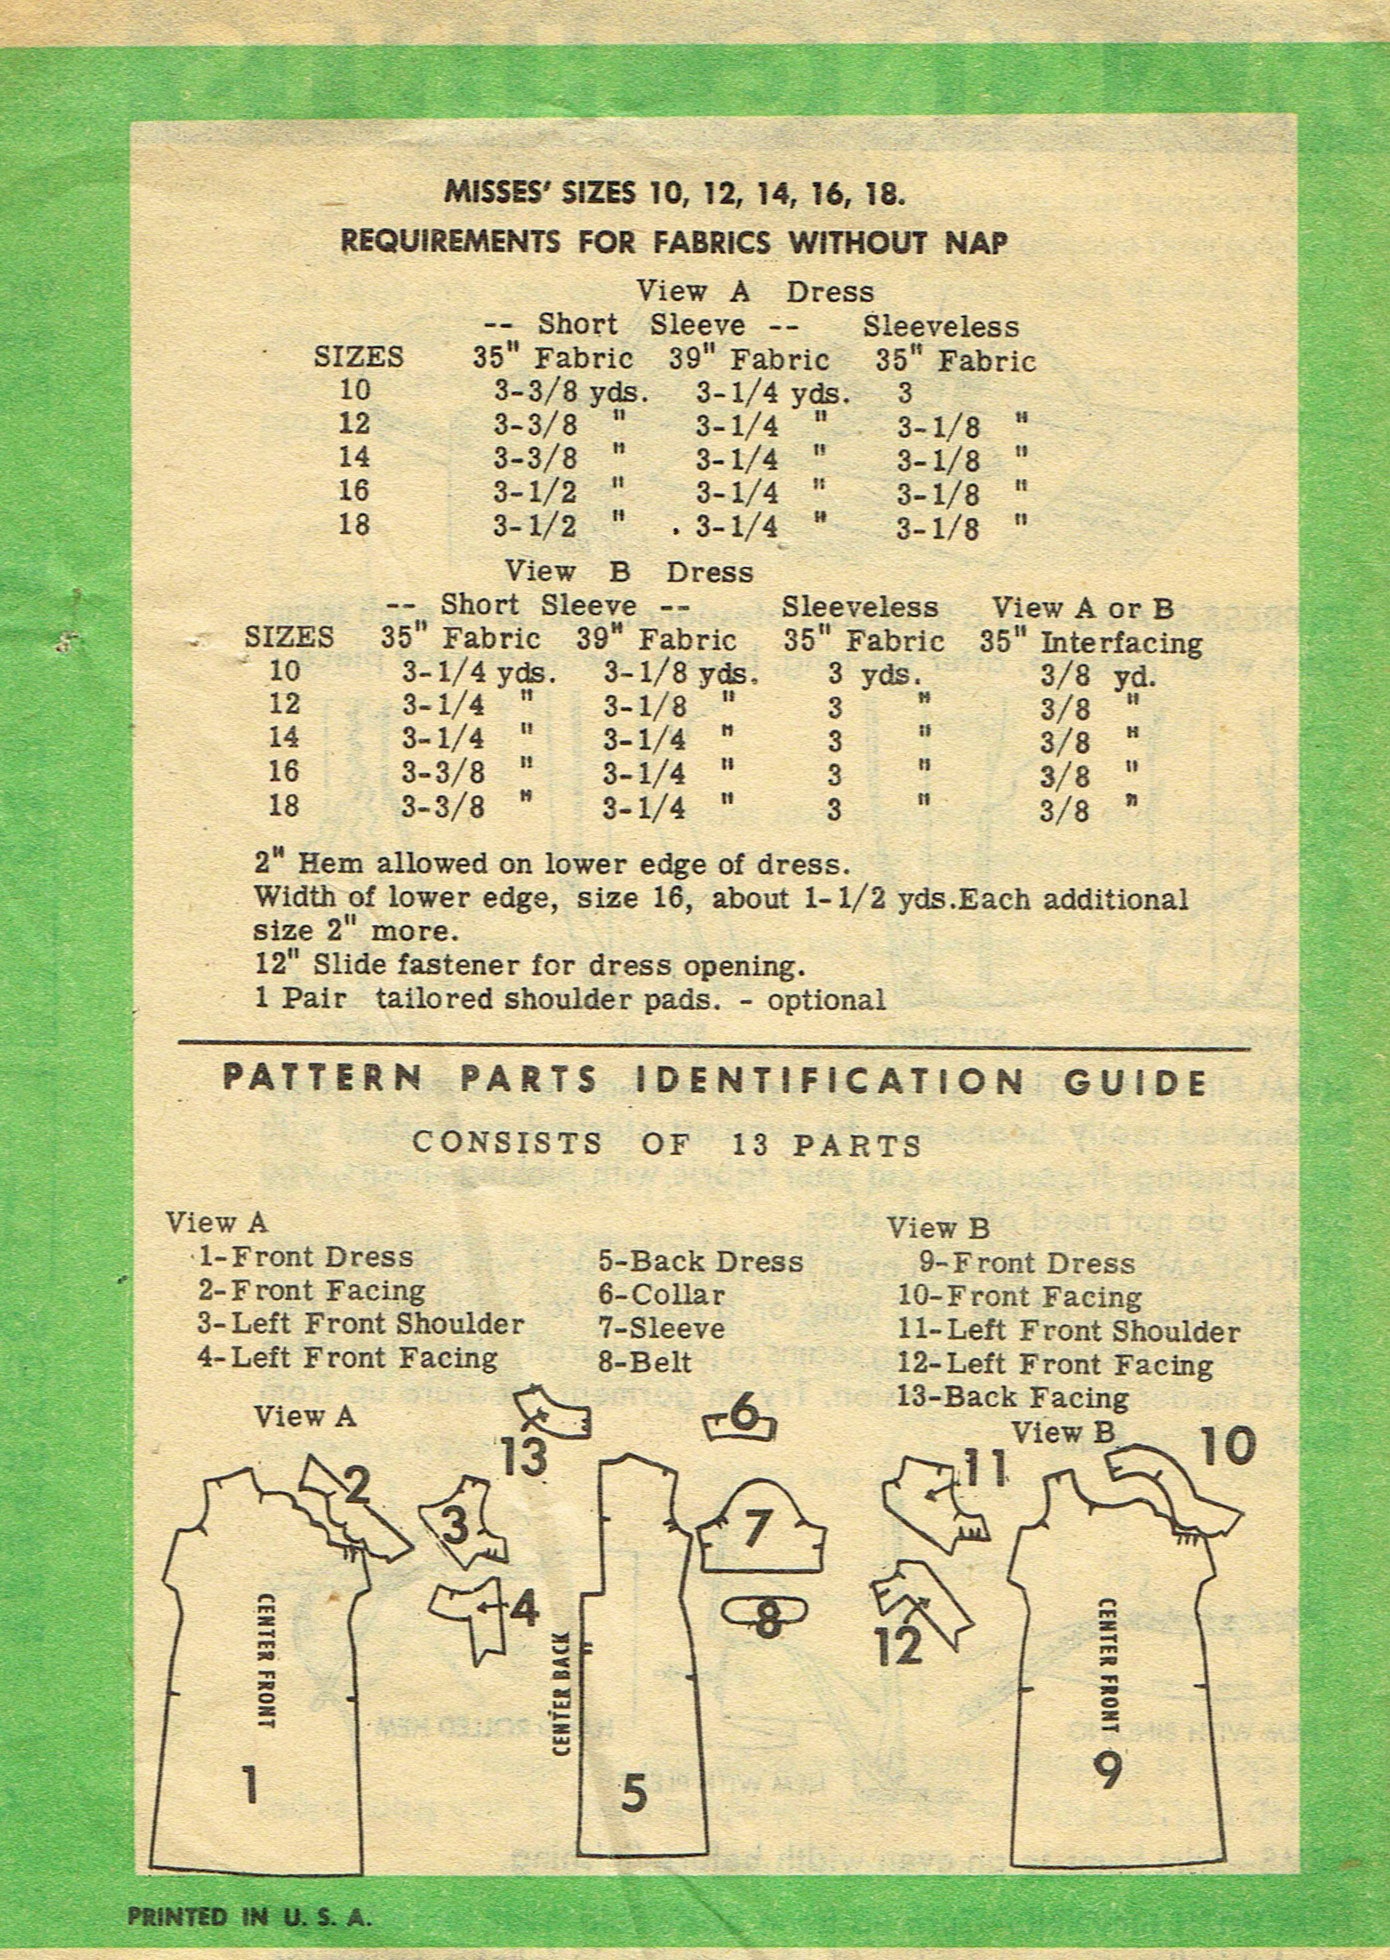 MISSES' SIZES 10, 12, 14, 16, 18.
REQUIREMENTS FOR FABRICS WITHOUT NAP
View A Dress
-- Short Sleeve -- Sleeveless
SIZES 35" Fabric 39" Fabric 35" Fabric
10 3-3/8 yds. 3-1/4 yds. 3
12 3-3/8 " 3-1/4 " 3-1/8 "
14 3-3/8 " 3-1/4 " 3-1/8 "
16 3-1/2 " 3-1/4 " 3-1/8 "
18 3-1/2 " . 3-1/4 " 3-1/8 "
View B Dress
-- Short Sleeve -- Sleeveless View A or B
SIZES 35" Fabric 39" Fabric 35" Fabric 35" Interfacing
10 3-1/4 yds. 3-1/8 yds. 3 yds. 3/8 yd.
12 3-1/4 " 3-1/8 " 3 " 3/8 "
14 3-1/4 " 3-1/4 " 3 " 3/8 "
16 3-3/8 " 3-1/4 " 3 " 3/8 "
18 3-3/8 " 3-1/4 " 3 " 3/8 "
2" Hem allowed on lower edge of dress.
Width of lower edge, size 16, about 1-1/2 yds.Each additional
size 2" more.
12" Slide fastener for dress opening.
1 Pair tailored shoulder pads. - optional
PATTERN PARTS IDENTIFICATION GUIDE
CONSISTS OF 13 PARTS
View A
1-Front Dress
2-Front Facing
3-Left Front Shoulder
4-Left Front Facing
5-Back Dress
6-Collar
7-Sleeve
8-Belt
View B
9-Front Dress
10-Front Facing
11-Left Front Shoulder
12-Left Front Facing
13-Back Facing
View A
View B
13
6
10
2
11
3
7
4
8
12
CENTER FRONT
CENTER BACK
CENTER FRONT
1
5
9
PRINTED IN U. S. A.